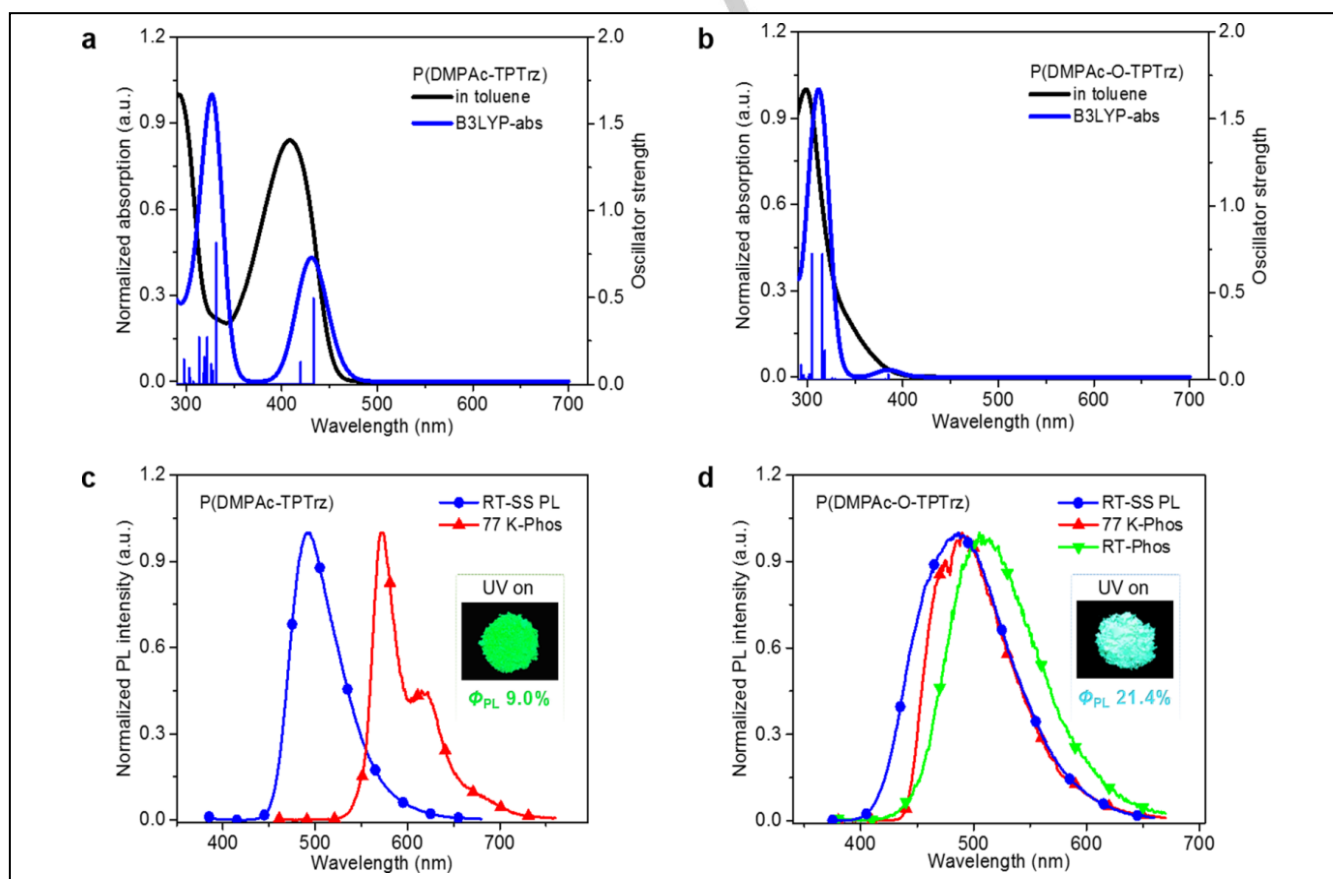 a
P(DMPAc-TPTrz)
in toluene
B3LYP-abs
Normalized absorption (a.u.)
1.2
0.9
0.6
0.3
0.0
2.0
1.5
1.0
0.5
0.0
Oscillator strength
300 350 400 450 500 550 600 650 700
Wavelength (nm)
b
P(DMPAc-O-TPTrz)
in toluene
B3LYP-abs
Normalized absorption (a.u.)
1.2
0.9
0.6
0.3
0.0
2.0
1.5
1.0
0.5
0.0
Oscillator strength
300 400 500 600 700
Wavelength (nm)
c
P(DMPAc-TPTrz)
RT-SS PL
77 K-Phos
Normalized PL intensity (a.u.)
1.2
0.9
0.6
0.3
0.0
UV on
ΦPL 9.0%
400 500 600 700
Wavelength (nm)
d
P(DMPAc-O-TPTrz)
RT-SS PL
77 K-Phos
RT-Phos
Normalized PL intensity (a.u.)
1.2
0.9
0.6
0.3
0.0
UV on
ΦPL 21.4%
400 500 600 700
Wavelength (nm)